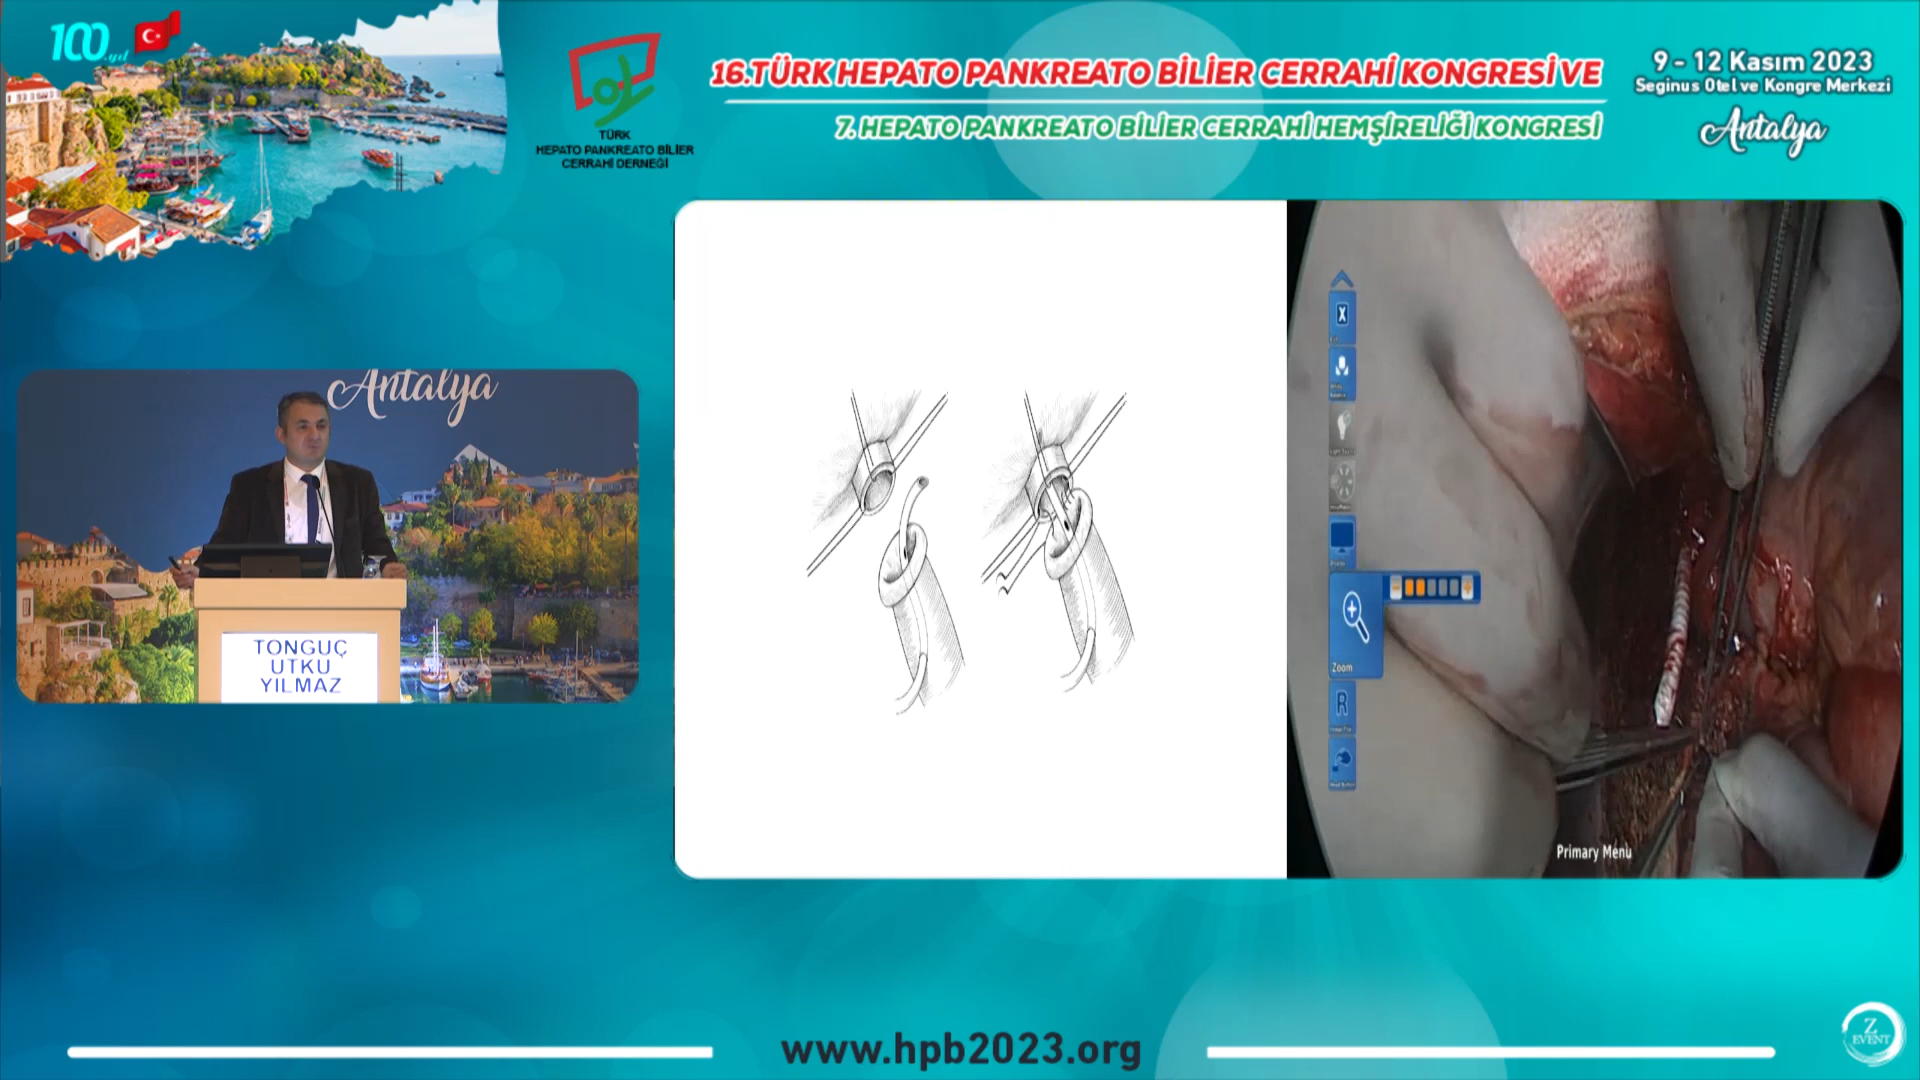 100.yıl
TÜRK
HEPATO PANKREATO BİLİER
CERRAHİ DERNEĞİ
16.TÜRK HEPATO PANKREATO BİLİER CERRAHİ KONGRESİ VE
7. HEPATO PANKREATO BİLİER CERRAHİ HEMŞİRELİĞİ KONGRESİ
9 - 12 Kasım 2023
Seginus Otel ve Kongre Merkezi
Antalya
Antalya
TONGUÇ
UTKU
YILMAZ
X
Zoom
R
Primary Menu
www.hpb2023.org
Z
EVENT